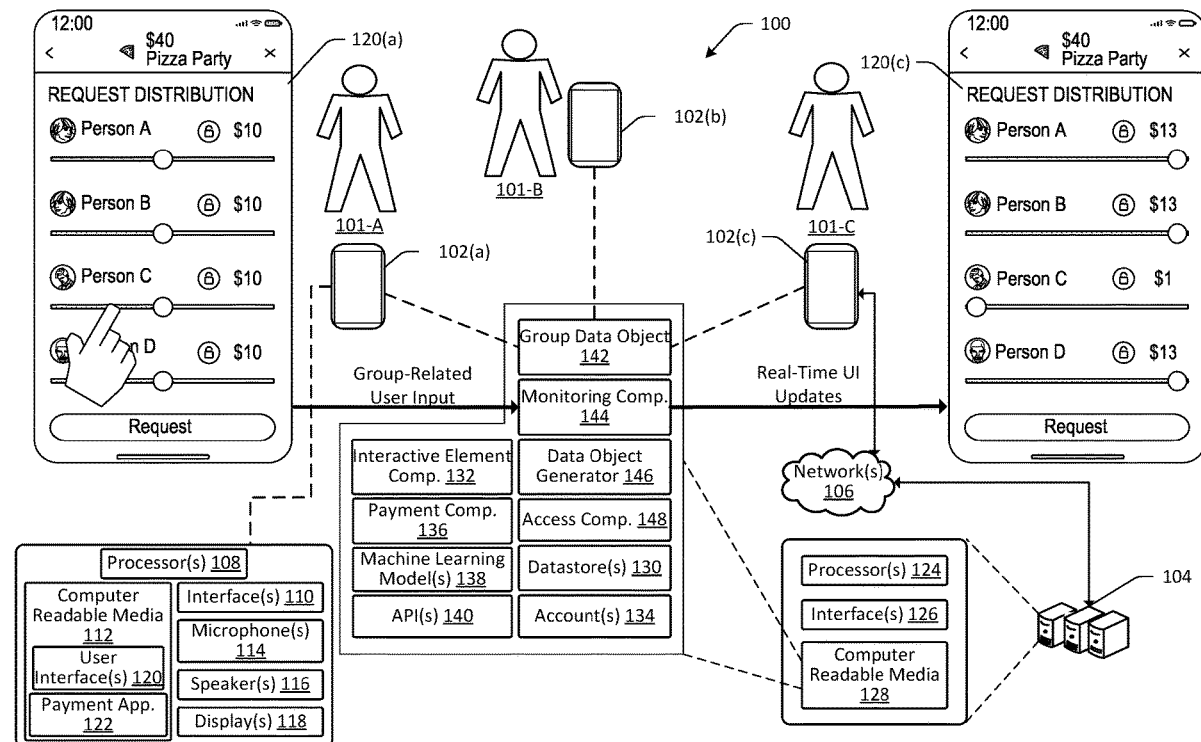 12:00
$40
Pizza Party
<
×
REQUEST DISTRIBUTION
Person A $10
Person B $10
Person C $10
n D $10
Request
120(a)
101-A
102(a)
101-B
102(b)
100
101-C
102(c)
120(c)
12:00
$40
Pizza Party
<
×
REQUEST DISTRIBUTION
Person A $13
Person B $13
Person C $1
Person D $13
Request
Group-Related
User Input
Real-Time UI
Updates
Group Data Object
142
Monitoring Comp.
144
Interactive Element
Comp. 132
Data Object
Generator 146
Payment Comp.
136
Access Comp. 148
Machine Learning
Model(s) 138
Datastore(s) 130
API(s) 140
Account(s) 134
Network(s)
106
104
Processor(s) 108
Computer
Readable Media
112
User
Interface(s) 120
Payment App.
122
Interface(s) 110
Microphone(s)
114
Speaker(s) 116
Display(s) 118
Processor(s) 124
Interface(s) 126
Computer
Readable Media
128